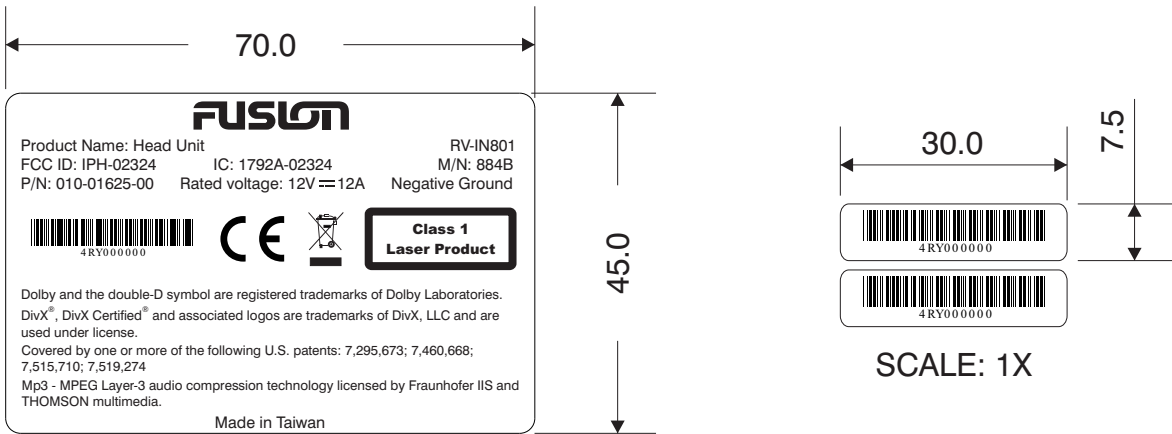 70.0
FUSION
Product Name: Head Unit RV-IN801
FCC ID: IPH-02324 IC: 1792A-02324 M/N: 884B
P/N: 010-01625-00 Rated voltage: 12V⎓12A Negative Ground
4RY000000
CE
Class 1
Laser Product
Dolby and the double-D symbol are registered trademarks of Dolby Laboratories.
DivX®, DivX Certified® and associated logos are trademarks of DivX, LLC and are
used under license.
Covered by one or more of the following U.S. patents: 7,295,673; 7,460,668;
7,515,710; 7,519,274
Mp3 - MPEG Layer-3 audio compression technology licensed by Fraunhofer IIS and
THOMSON multimedia.
Made in Taiwan
45.0
30.0
7.5
4RY000000
4RY000000
SCALE: 1X